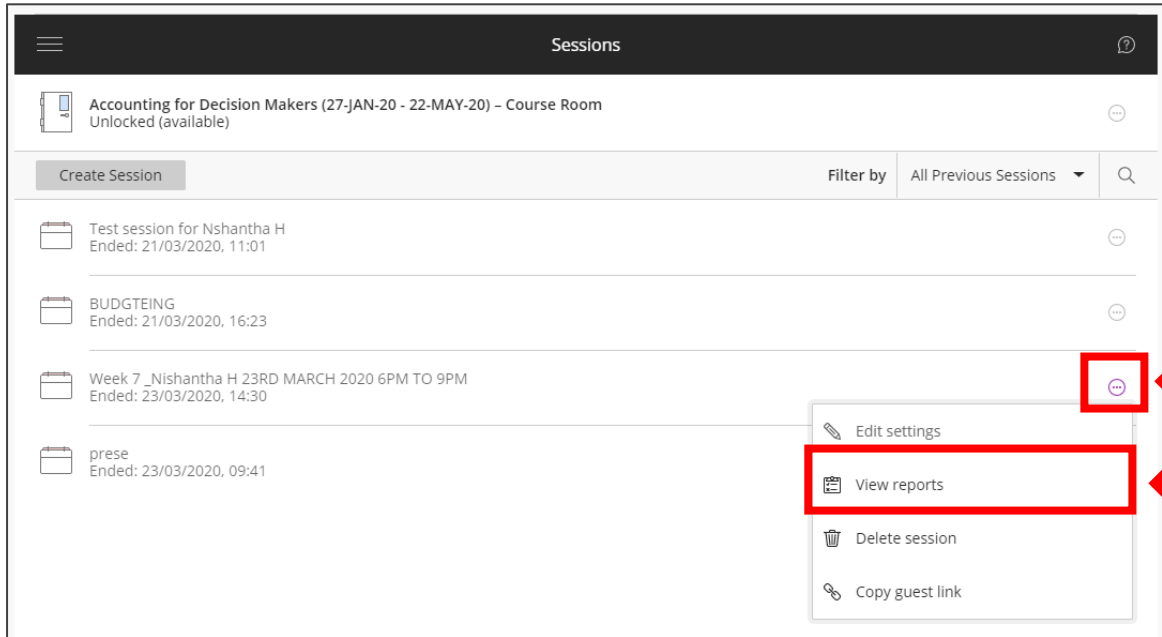 Sessions
Accounting for Decision Makers (27-JAN-20 - 22-MAY-20) – Course Room
Unlocked (available)
Create Session
Filter by
All Previous Sessions
Test session for Nshantha H
Ended: 21/03/2020, 11:01
BUDGTEING
Ended: 21/03/2020, 16:23
Week 7 _Nishantha H 23RD MARCH 2020 6PM TO 9PM
Ended: 23/03/2020, 14:30
prese
Ended: 23/03/2020, 09:41
Edit settings
View reports
Delete session
Copy guest link